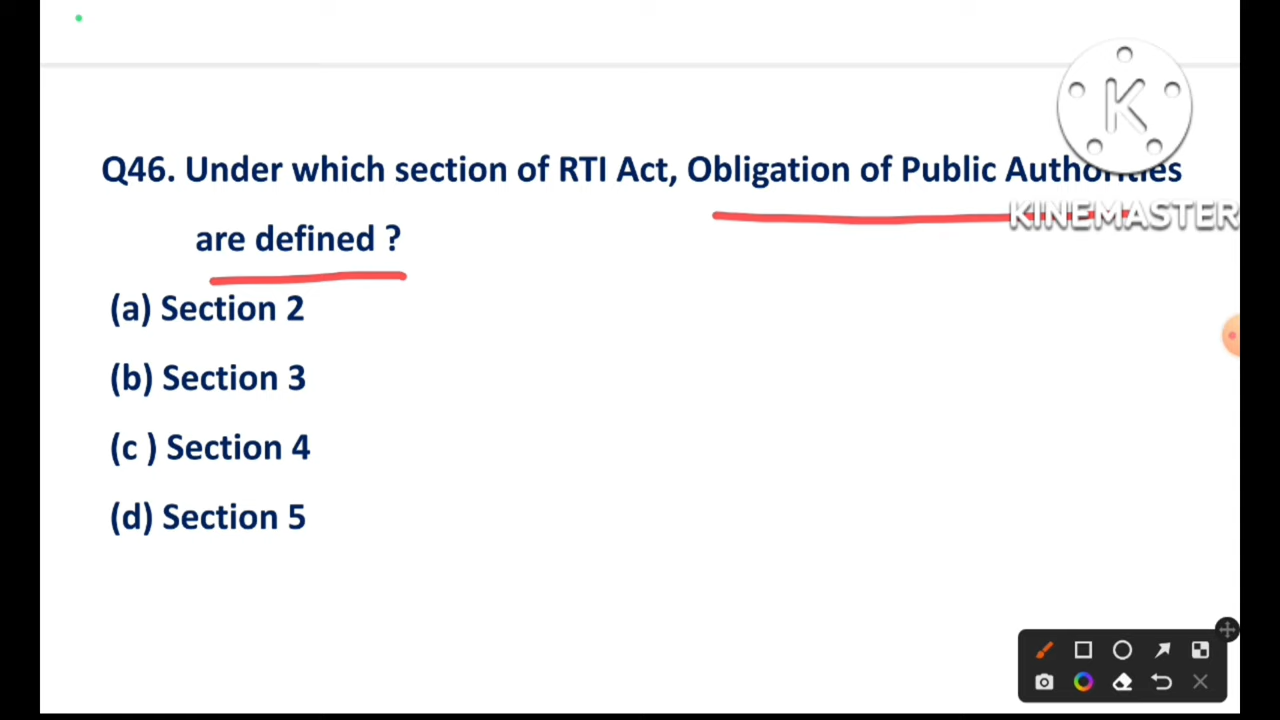 Q46. Under which section of RTI Act, Obligation of Public Authorities
are defined ?
(a) Section 2
(b) Section 3
(c ) Section 4
(d) Section 5
K
KINEMASTER